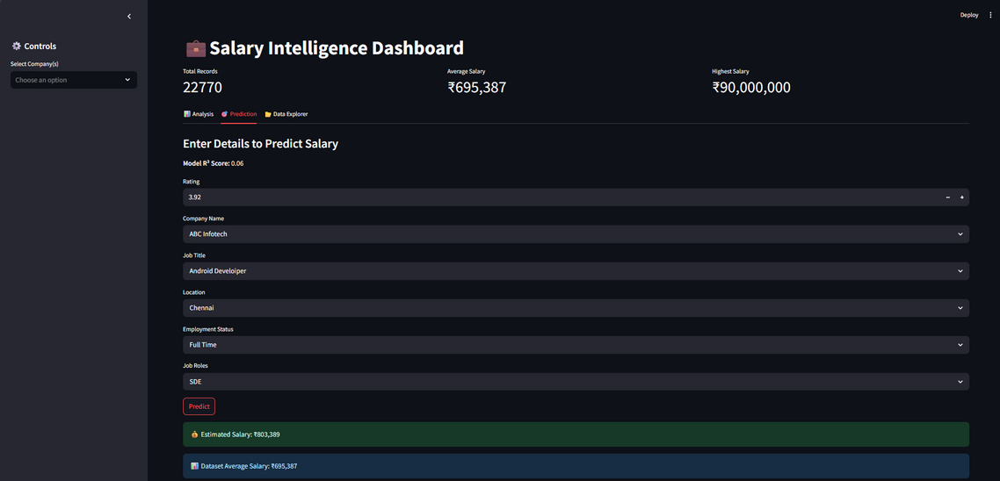 Deploy
Controls
Select Company(s)
Choose an option
Salary Intelligence Dashboard
Total Records
22770
Average Salary
₹695,387
Highest Salary
₹90,000,000
Analysis
Prediction
Data Explorer
Enter Details to Predict Salary
Model R² Score: 0.06
Rating
3.92
Company Name
ABC Infotech
Job Title
Android Develoiper
Location
Chennai
Employment Status
Full Time
Job Roles
SDE
Predict
Estimated Salary: ₹803,389
Dataset Average Salary: ₹695,387